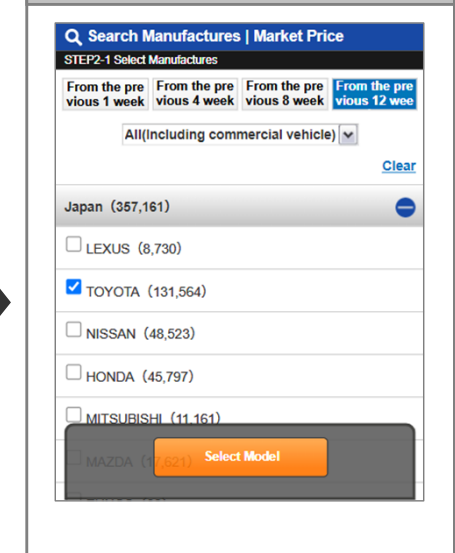 Search Manufactures | Market Price
STEP2-1 Select Manufactures
From the pre
vious 1 week
From the pre
vious 4 week
From the pre
vious 8 week
From the pre
vious 12 wee
All(Including commercial vehicle)
Clear
Japan（357,161）
LEXUS（8,730）
TOYOTA（131,564）
NISSAN（48,523）
HONDA（45,797）
MITSUBISHI（11,161）
MAZDA（17,621）
Select Model